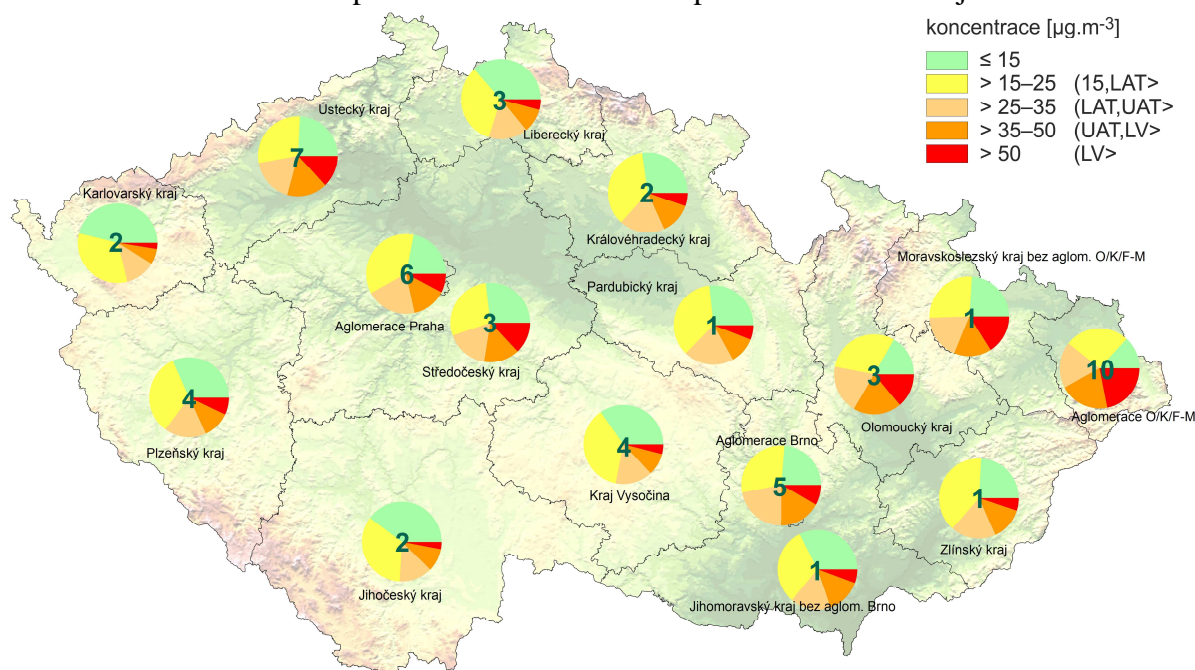 koncentrace [µg.m-3]
≤ 15
> 15–25 (15,LAT>
> 25–35 (LAT,UAT>
> 35–50 (UAT,LV>
> 50 (LV>
3
Liberecký kraj
Ústecký kraj
7
Karlovarský kraj
2
2
Královéhradecký kraj
6
Aglomerace Praha
3
Středočeský kraj
Pardubický kraj
1
Moravskoslezský kraj bez aglom. O/K/F-M
1
10
Aglomerace O/K/F-M
3
Olomoucký kraj
4
Plzeňský kraj
4
Kraj Vysočina
Aglomerace Brno
5
1
Zlínský kraj
2
Jihočeský kraj
1
Jihomoravský kraj bez aglom. Brno